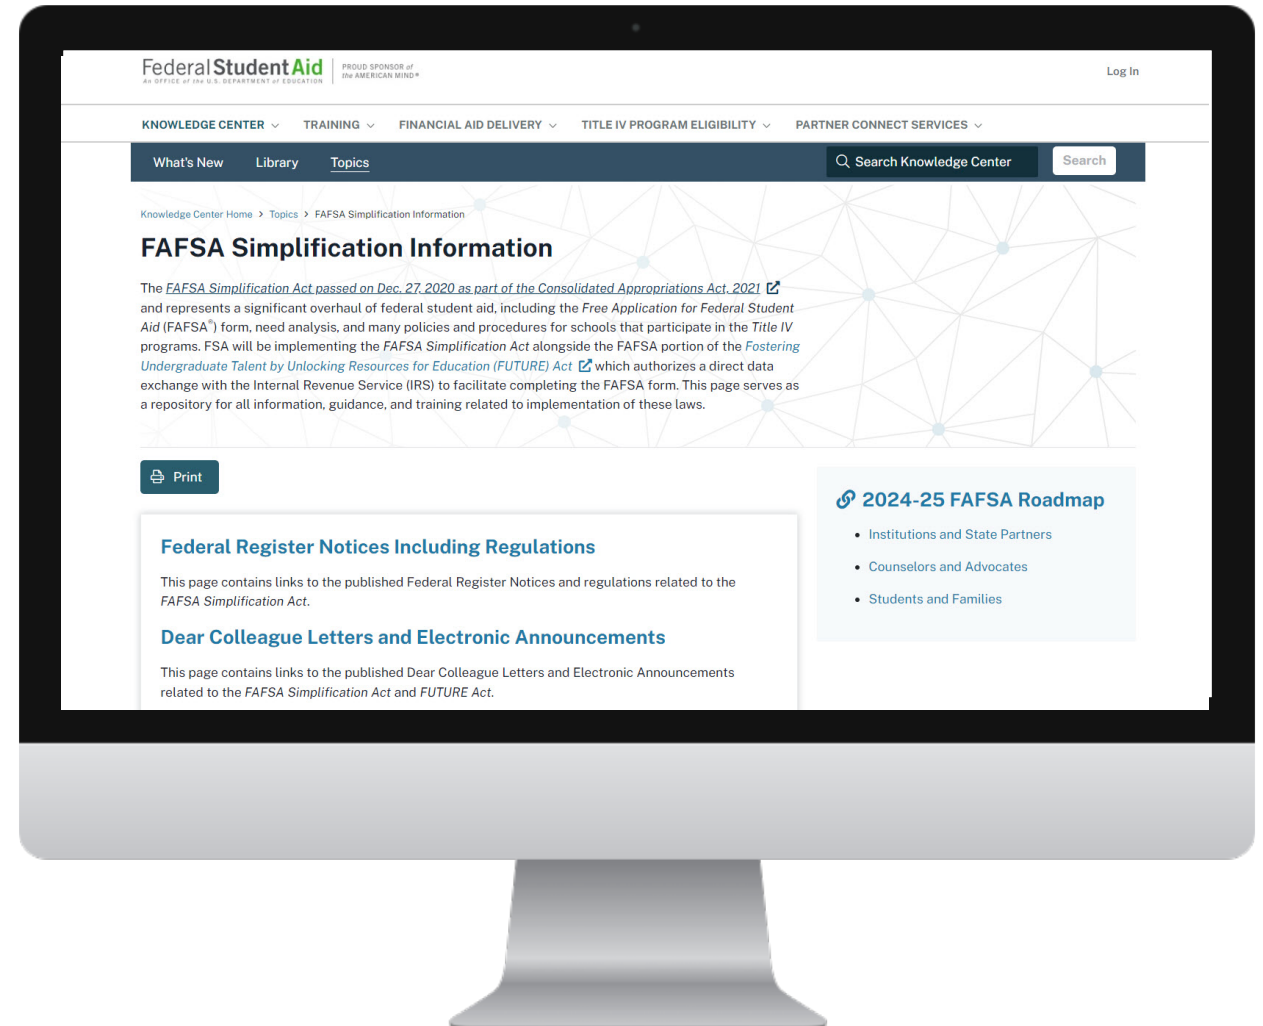 Federal Student Aid
An OFFICE of the U.S. DEPARTMENT of EDUCATION
PROUD SPONSOR of
the AMERICAN MIND®
Log In
KNOWLEDGE CENTER
TRAINING
FINANCIAL AID DELIVERY
TITLE IV PROGRAM ELIGIBILITY
PARTNER CONNECT SERVICES
What's New
Library
Topics
Search Knowledge Center
Search
Knowledge Center Home > Topics > FAFSA Simplification Information
FAFSA Simplification Information
The FAFSA Simplification Act passed on Dec. 27, 2020 as part of the Consolidated Appropriations Act, 2021
and represents a significant overhaul of federal student aid, including the Free Application for Federal Student
Aid (FAFSA®) form, need analysis, and many policies and procedures for schools that participate in the Title IV
programs. FSA will be implementing the FAFSA Simplification Act alongside the FAFSA portion of the Fostering
Undergraduate Talent by Unlocking Resources for Education (FUTURE) Act which authorizes a direct data
exchange with the Internal Revenue Service (IRS) to facilitate completing the FAFSA form. This page serves as
a repository for all information, guidance, and training related to implementation of these laws.
Print
Federal Register Notices Including Regulations
This page contains links to the published Federal Register Notices and regulations related to the
FAFSA Simplification Act.
Dear Colleague Letters and Electronic Announcements
This page contains links to the published Dear Colleague Letters and Electronic Announcements
related to the FAFSA Simplification Act and FUTURE Act.
2024-25 FAFSA Roadmap
• Institutions and State Partners
• Counselors and Advocates
• Students and Families